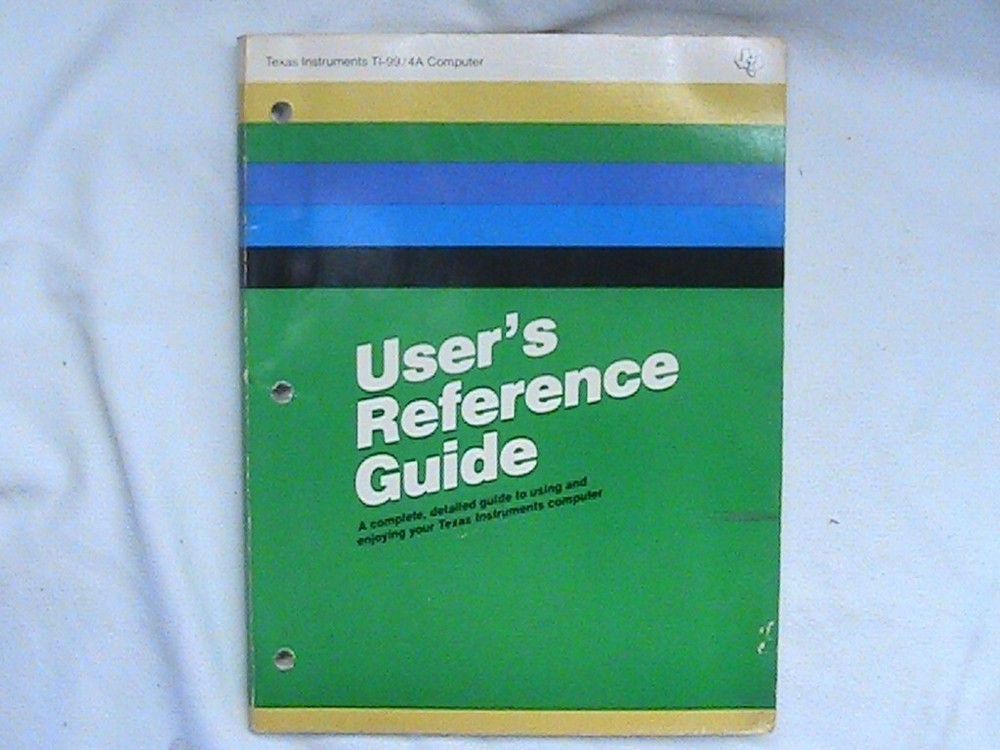 Texas Instruments TI-99/4A Computer
User's
Reference
Guide
A complete, detailed guide to using and
enjoying your Texas Instruments computer